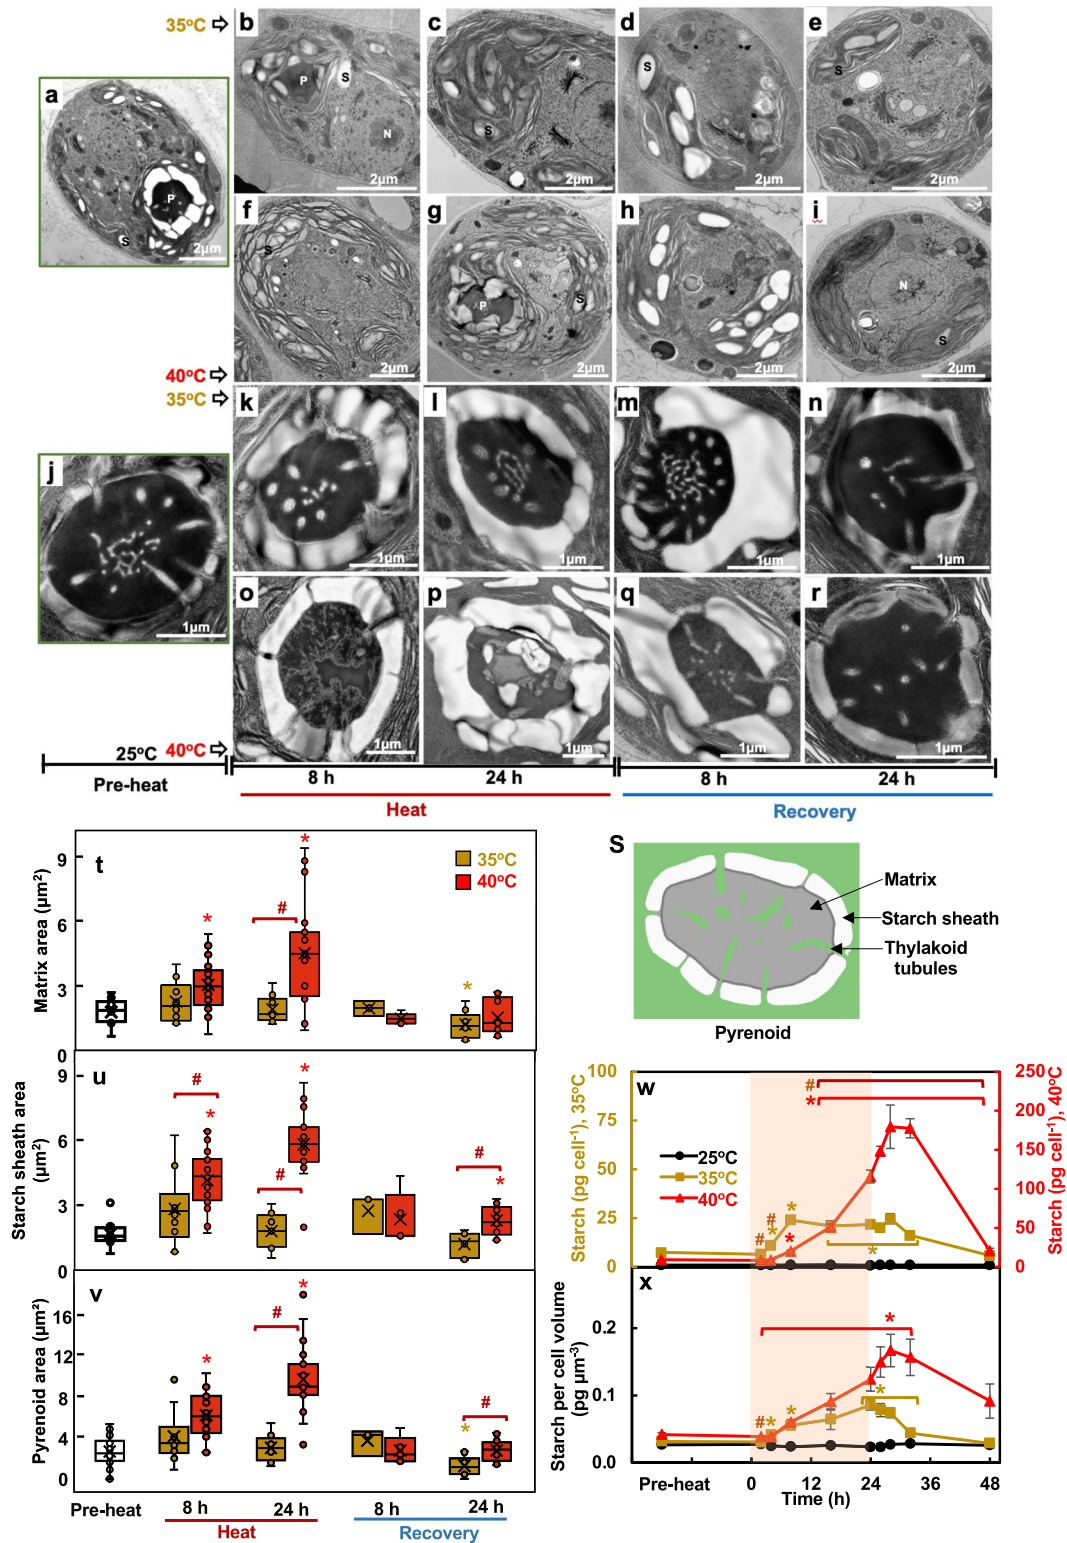 35°C
a
P
S
2µm
b
P
S
N
2µm
c
S
2µm
d
S
2µm
e
S
2µm
f
S
2µm
g
P
S
2µm
h
2µm
i
N
S
2µm
40°C
35°C
j
1µm
k
1µm
l
1µm
m
1µm
n
1µm
o
1µm
p
1µm
q
1µm
r
1µm
25°C 40°C
Pre-heat
8 h
24 h
8 h
24 h
Heat
Recovery
t
Matrix area (µm²)
9
6
3
0
*
#
*
*
35°C
40°C
u
Starch sheath area
(µm²)
9
6
3
0
#
*
#
*
#
*
v
Pyrenoid area (µm²)
16
12
8
4
0
*
#
*
*
#
Pre-heat
8 h
24 h
8 h
24 h
Heat
Recovery
S
Matrix
Starch sheath
Thylakoid
tubules
Pyrenoid
w
Starch (pg cell⁻¹), 35°C
100
75
50
25
0
Starch (pg cell⁻¹), 40°C
250
200
150
100
50
0
25°C
35°C
40°C
#
*
#
#
*
*
*
*
x
Starch per cell volume
(pg µm⁻³)
0.2
0.1
0.0
#
*
*
*
*
Pre-heat
0
12
24
36
48
Time (h)